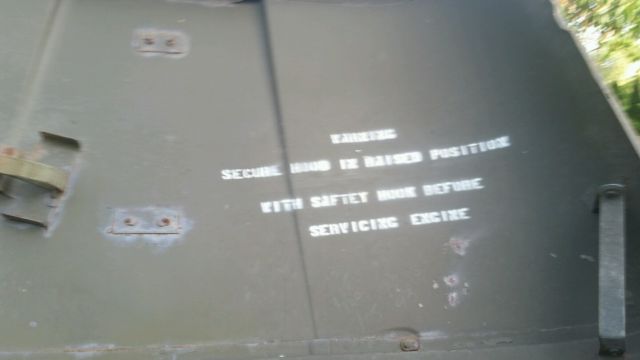 WARNING
SECURE HOOD IN RAISED POSITION
WITH SAFTEY HOOK BEFORE
SERVICING ENGINE